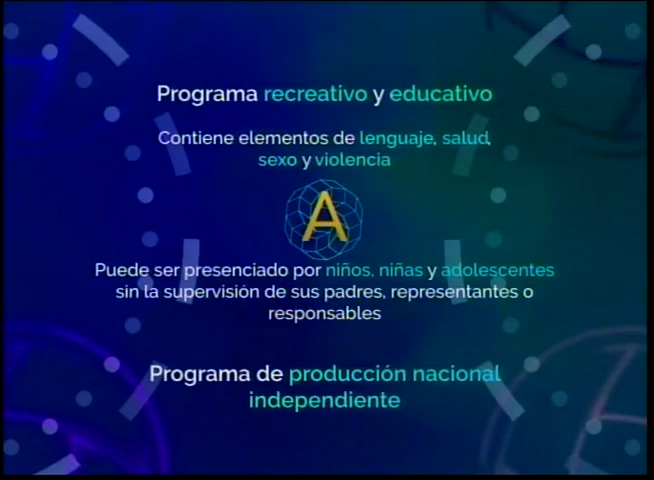 Programa recreativo y educativo
Contiene elementos de lenguaje, salud,
sexo y violencia
A
Puede ser presenciado por niños, niñas y adolescentes
sin la supervisión de sus padres, representantes o
responsables
Programa de producción nacional
independiente